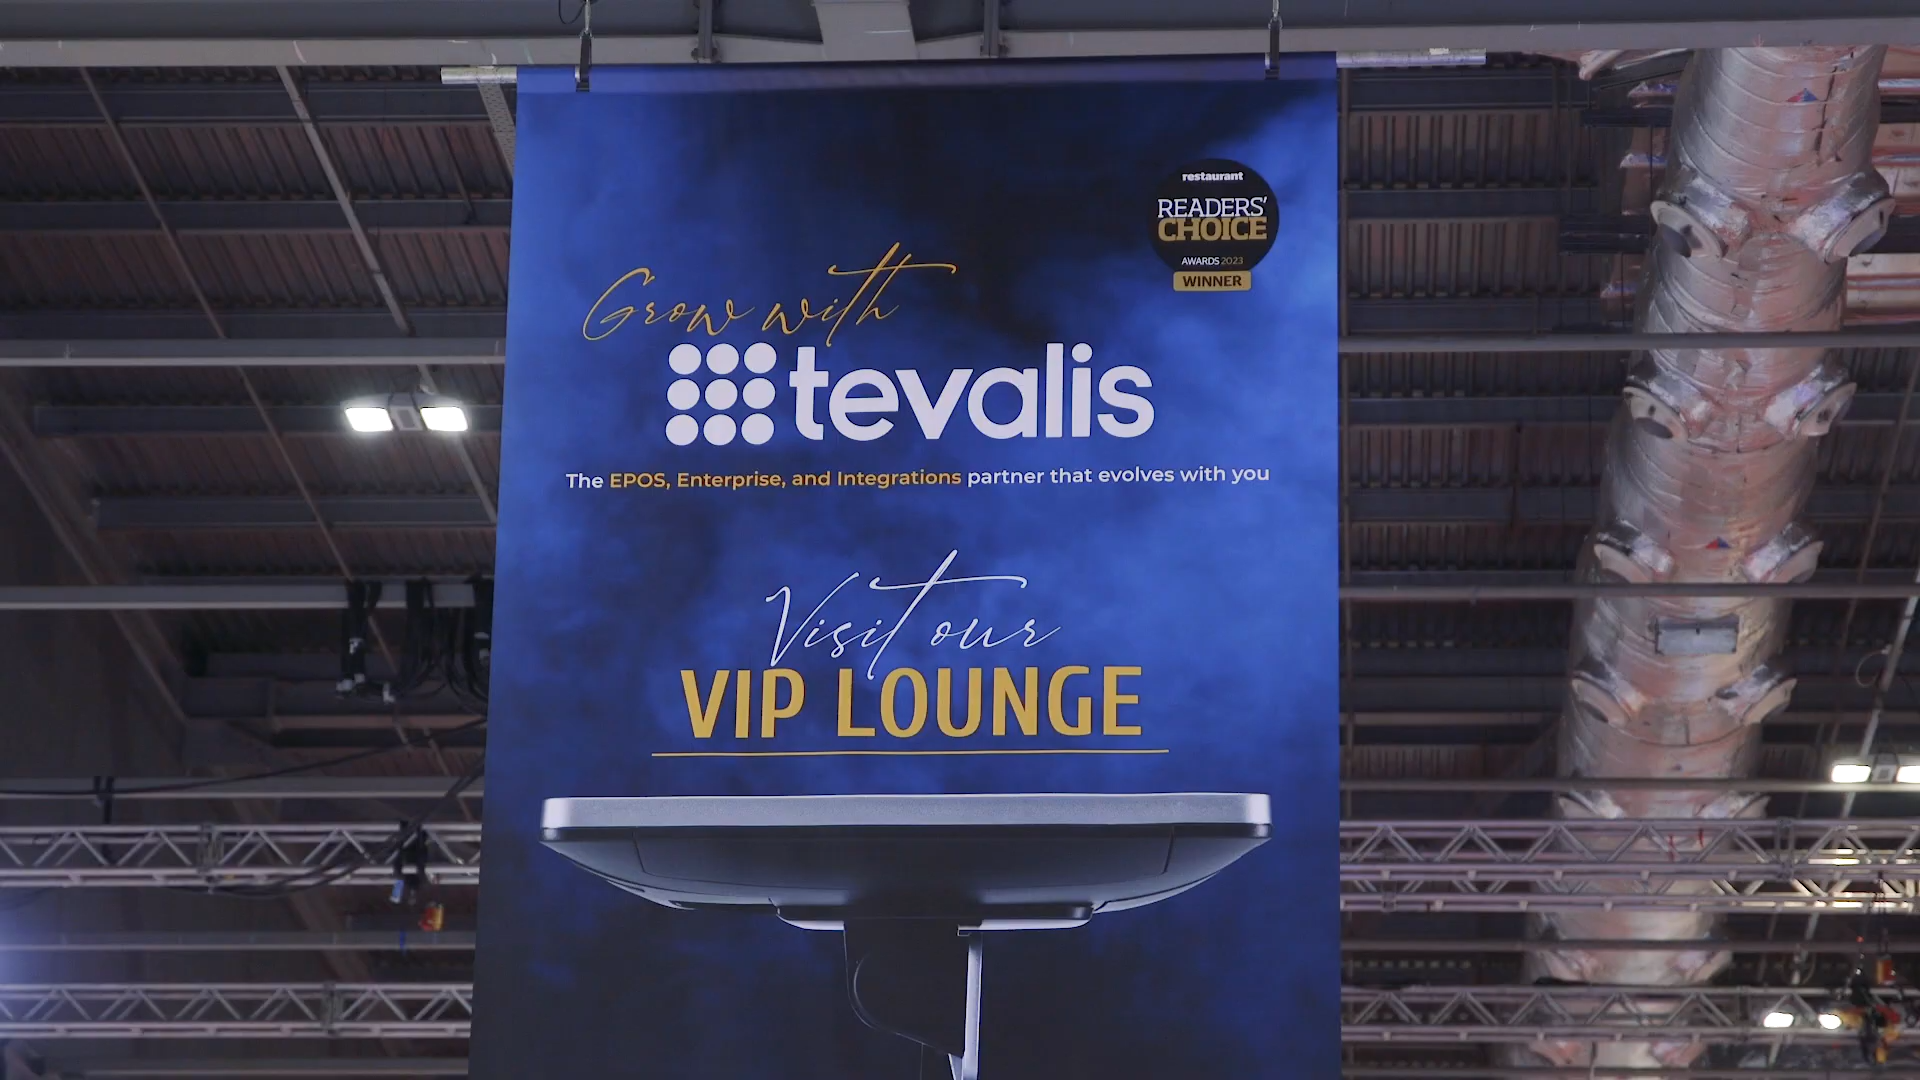 restaurant
READERS'
CHOICE
AWARDS 2023
WINNER
Grow with
tevalis
The EPOS, Enterprise, and Integrations partner that evolves with you
Visit our
VIP LOUNGE